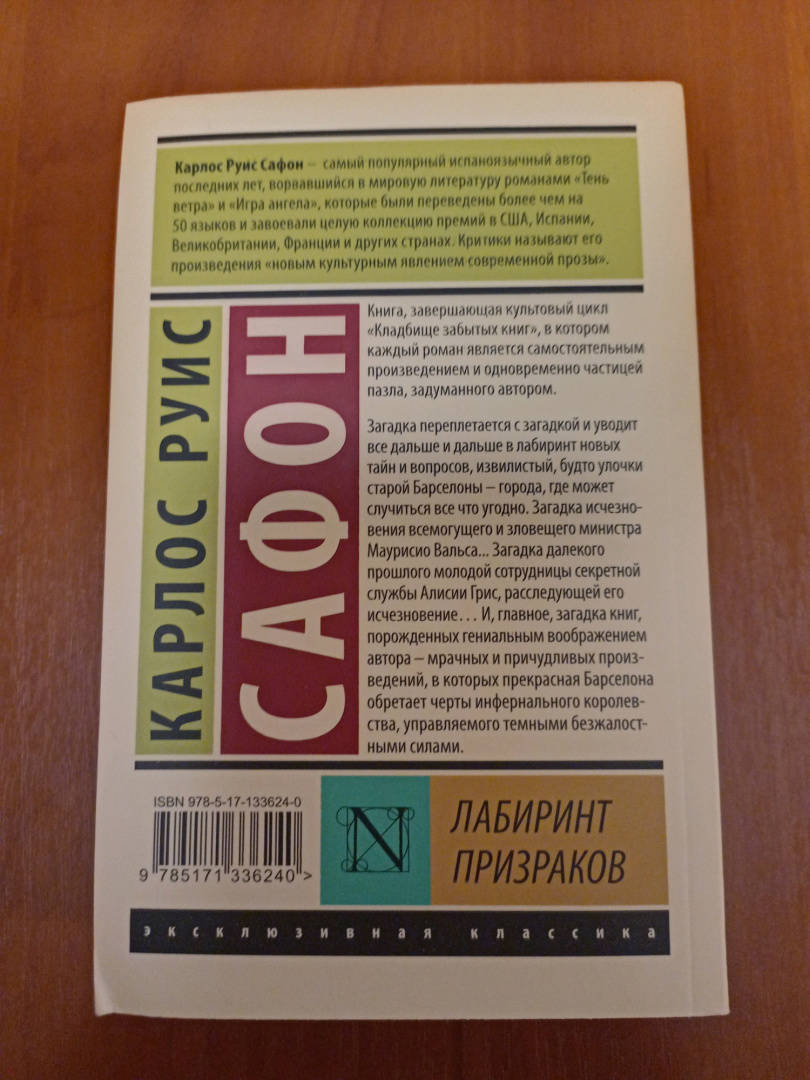 Карлос Руис Сафон – самый популярный испаноязычный автор
последних лет, ворвавшийся в мировую литературу романами «Тень
ветра» и «Игра ангела», которые были переведены более чем на
50 языков и завоевали целую коллекцию премий в США, Испании,
Великобритании, Франции и других странах. Критики называют его
произведения «новым культурным явлением современной прозы».
КАРЛОС РУИС
САФОН
Книга, завершающая культовый цикл
«Кладбище забытых книг», в котором
каждый роман является самостоятельным
произведением и одновременно частицей
пазла, задуманного автором.
Загадка переплетается с загадкой и уводит
все дальше и дальше в лабиринт новых
тайн и вопросов, извилистый, будто улочки
старой Барселоны – города, где может
случиться все что угодно. Загадка исчезно-
вения всемогущего и зловещего министра
Маурисио Вальса... Загадка далекого
прошлого молодой сотрудницы секретной
службы Алисии Грис, расследующей его
исчезновение... И, главное, загадка книг,
порожденных гениальным воображением
автора – мрачных и причудливых произ-
ведений, в которых прекрасная Барселона
обретает черты инфернального королев-
ства, управляемого темными безжалост-
ными силами.
ISBN 978-5-17-133624-0
9 785171 336240 >
N
ЛАБИРИНТ
ПРИЗРАКОВ
эксклюзивная классика